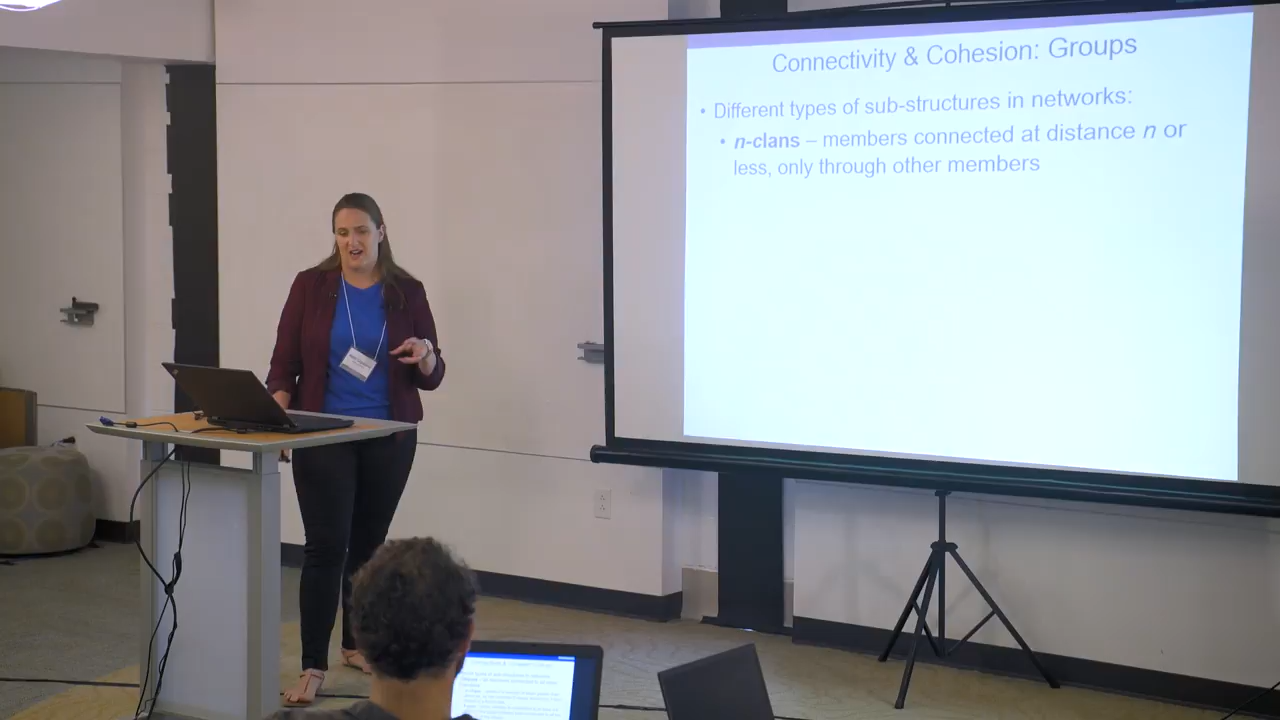 Connectivity & Cohesion: Groups
• Different types of sub-structures in networks:
• n-clans – members connected at distance n or
less, only through other members